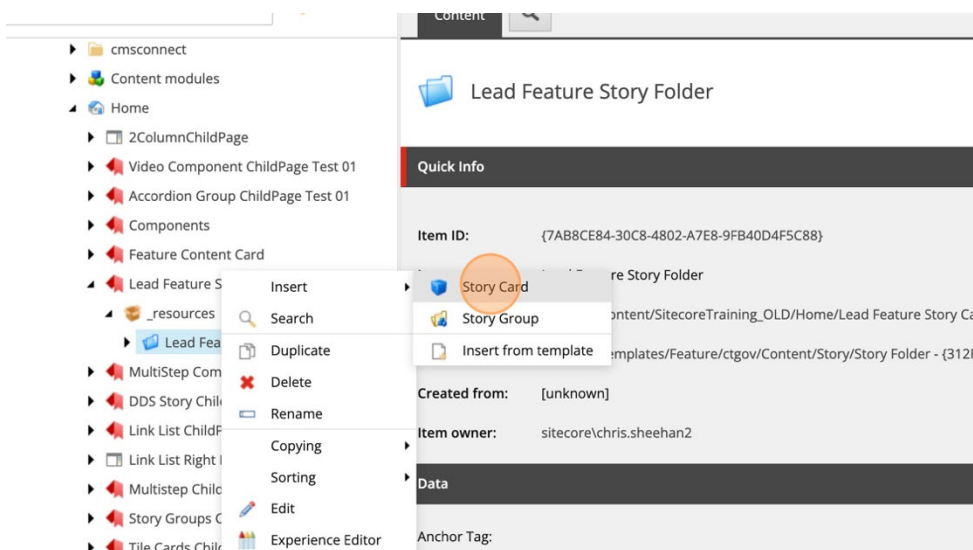 cmsconnect
Content modules
Home
2ColumnChildPage
Video Component ChildPage Test 01
Accordion Group ChildPage Test 01
Components
Feature Content Card
Lead Feature S
_resources
Lead Fea
MultiStep Com
DDS Story Chil
Link List ChildP
Link List Right
Multistep Child
Story Groups C
Tile Cards Chil
Insert
Search
Duplicate
Delete
Rename
Copying
Sorting
Edit
Experience Editor
Story Card
Story Group
Insert from template
Content
Lead Feature Story Folder
Quick Info
Item ID: {7AB8CE84-30C8-4802-A7E8-9FB40D4F5C88}
re Story Folder
ontent/SitecoreTraining_OLD/Home/Lead Feature Story Ca
emplates/Feature/ctgov/Content/Story/Story Folder - {312
Created from: [unknown]
Item owner: sitecore\chris.sheehan2
Data
Anchor Tag: